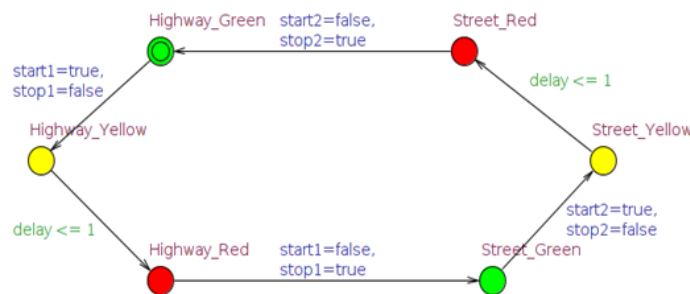 Highway_Green
start2=false,
stop2=true
Street_Red
start1=true,
stop1=false
delay <= 1
Highway_Yellow
Street_Yellow
delay <= 1
start2=true,
stop2=false
Highway_Red
start1=false,
stop1=true
Street_Green